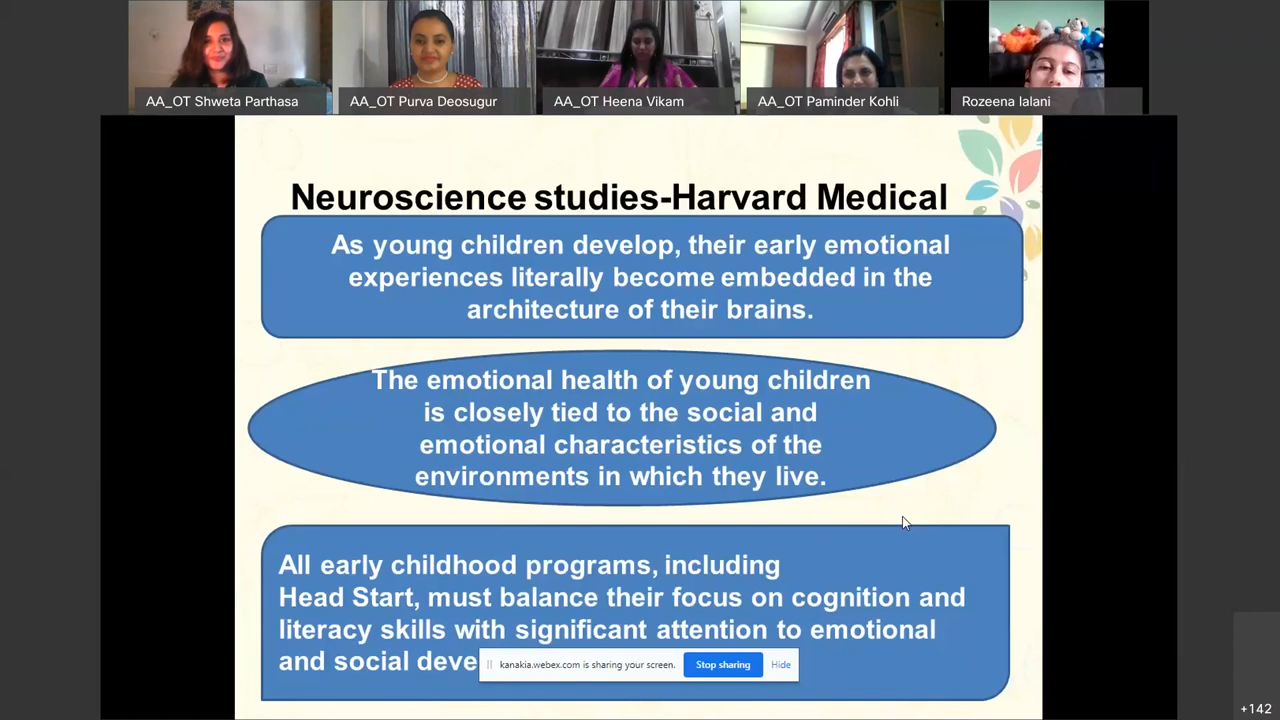 AA_OT Shweta Parthasa
AA_OT Purva Deosugur
AA_OT Heena Vikam
AA_OT Paminder Kohli
Rozeena lalani
Neuroscience studies-Harvard Medical
As young children develop, their early emotional
experiences literally become embedded in the
architecture of their brains.
The emotional health of young children
is closely tied to the social and
emotional characteristics of the
environments in which they live.
All early childhood programs, including
Head Start, must balance their focus on cognition and
literacy skills with significant attention to emotional
and social deve
kanakia.webex.com is sharing your screen.
Stop sharing
Hide
+142